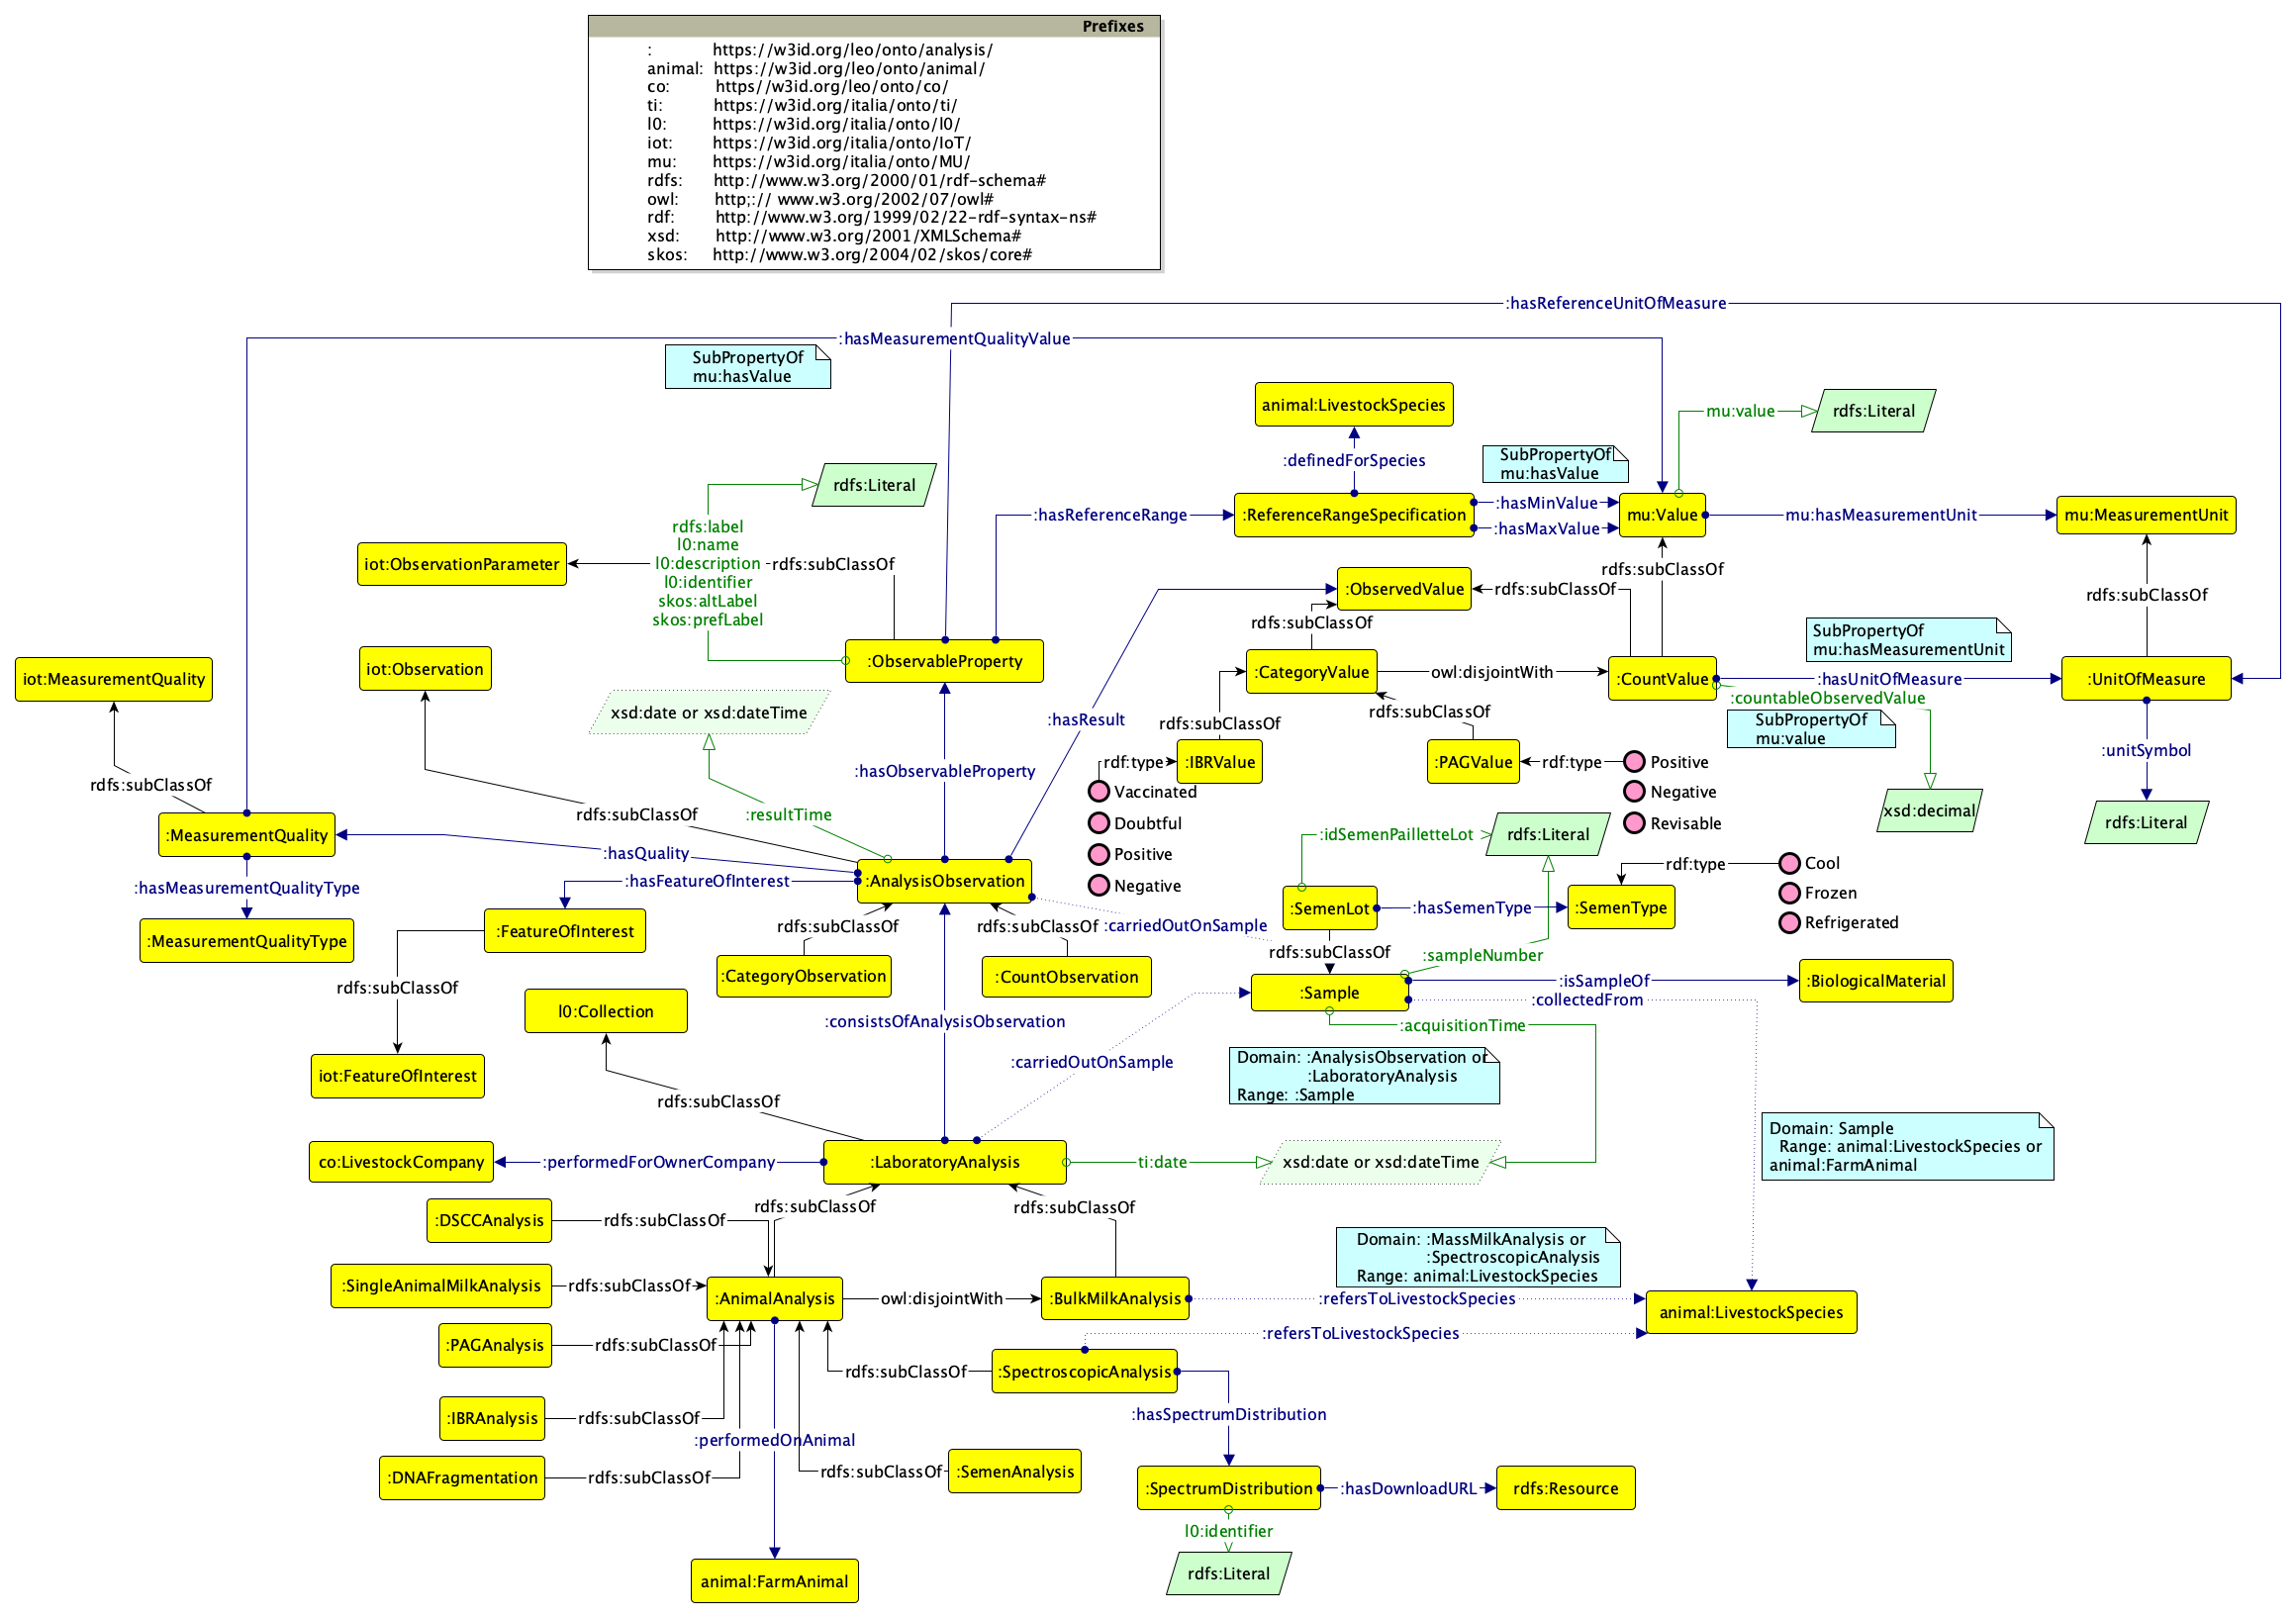 Prefixes
: https://w3id.org/leo/onto/analysis/
animal: https://w3id.org/leo/onto/animal/
co: https//w3id.org/leo/onto/co/
ti: https://w3id.org/italia/onto/ti/
l0: https://w3id.org/italia/onto/l0/
iot: https://w3id.org/italia/onto/IoT/
mu: https://w3id.org/italia/onto/MU/
rdfs: http://www.w3.org/2000/01/rdf-schema#
owl: http;:// www.w3.org/2002/07/owl#
rdf: http://www.w3.org/1999/02/22-rdf-syntax-ns#
xsd: http://www.w3.org/2001/XMLSchema#
skos: http://www.w3.org/2004/02/skos/core#
:hasReferenceUnitOfMeasure
:hasMeasurementQualityValue
SubPropertyOf
mu:hasValue
animal:LivestockSpecies
mu:value
rdfs:Literal
:definedForSpecies
SubPropertyOf
mu:hasValue
rdfs:Literal
:hasReferenceRange
:ReferenceRangeSpecification
:hasMinValue
:hasMaxValue
mu:Value
mu:hasMeasurementUnit
mu:MeasurementUnit
rdfs:label
l0:name
l0:description
l0:identifier
skos:altLabel
skos:prefLabel
iot:ObservationParameter
rdfs:subClassOf
rdfs:subClassOf
:ObservedValue
rdfs:subClassOf
rdfs:subClassOf
rdfs:subClassOf
SubPropertyOf
mu:hasMeasurementUnit
iot:MeasurementQuality
iot:Observation
:ObservableProperty
:CategoryValue
owl:disjointWith
:CountValue
:hasUnitOfMeasure
:UnitOfMeasure
:countableObservedValue
xsd:date or xsd:dateTime
:hasResult
rdfs:subClassOf
rdfs:subClassOf
SubPropertyOf
mu:value
:unitSymbol
:hasObservableProperty
rdf:type
:IBRValue
:PAGValue
rdf:type
Positive
Negative
Revisable
Vaccinated
Doubtful
Positive
Negative
xsd:decimal
rdfs:Literal
rdfs:subClassOf
rdfs:subClassOf
:resultTime
:MeasurementQuality
:hasQuality
:idSemenPailletteLot
rdfs:Literal
rdf:type
Cool
Frozen
Refrigerated
:hasMeasurementQualityType
:hasFeatureOfInterest
:AnalysisObservation
:SemenLot
:hasSemenType
:SemenType
:MeasurementQualityType
:FeatureOfInterest
rdfs:subClassOf
rdfs:subClassOf
:carriedOutOnSample
rdfs:subClassOf
:sampleNumber
:CategoryObservation
:CountObservation
rdfs:subClassOf
:Sample
:isSampleOf
:BiologicalMaterial
:collectedFrom
l0:Collection
:consistsOfAnalysisObservation
:acquisitionTime
iot:FeatureOfInterest
:carriedOutOnSample
Domain: :AnalysisObservation or
:LaboratoryAnalysis
Range: :Sample
rdfs:subClassOf
Domain: Sample
Range: animal:LivestockSpecies or
animal:FarmAnimal
co:LivestockCompany
:performedForOwnerCompany
:LaboratoryAnalysis
ti:date
xsd:date or xsd:dateTime
rdfs:subClassOf
rdfs:subClassOf
:DSCCAnalysis
rdfs:subClassOf
Domain: :MassMilkAnalysis or
:SpectroscopicAnalysis
Range: animal:LivestockSpecies
:SingleAnimalMilkAnalysis
rdfs:subClassOf
:AnimalAnalysis
owl:disjointWith
:BulkMilkAnalysis
:refersToLivestockSpecies
animal:LivestockSpecies
:refersToLivestockSpecies
:PAGAnalysis
rdfs:subClassOf
rdfs:subClassOf
:SpectroscopicAnalysis
:IBRAnalysis
rdfs:subClassOf
:hasSpectrumDistribution
:performedOnAnimal
:DNAFragmentation
rdfs:subClassOf
rdfs:subClassOf
:SemenAnalysis
:SpectrumDistribution
:hasDownloadURL
rdfs:Resource
l0:identifier
animal:FarmAnimal
rdfs:Literal